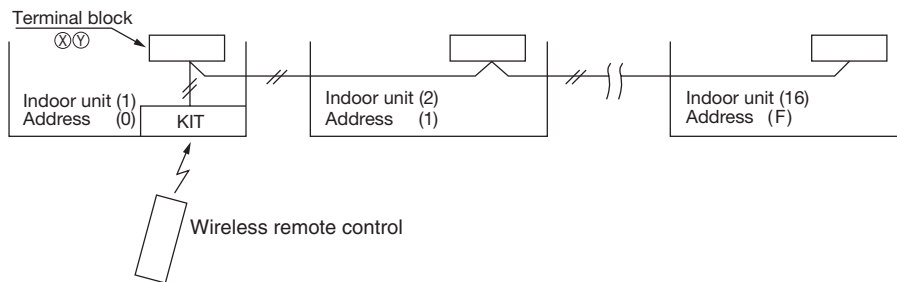 Terminal block
ⓍⓎ
Indoor unit (1)
Address (0)
KIT
Indoor unit (2)
Address (1)
Indoor unit (16)
Address (F)
Wireless remote control